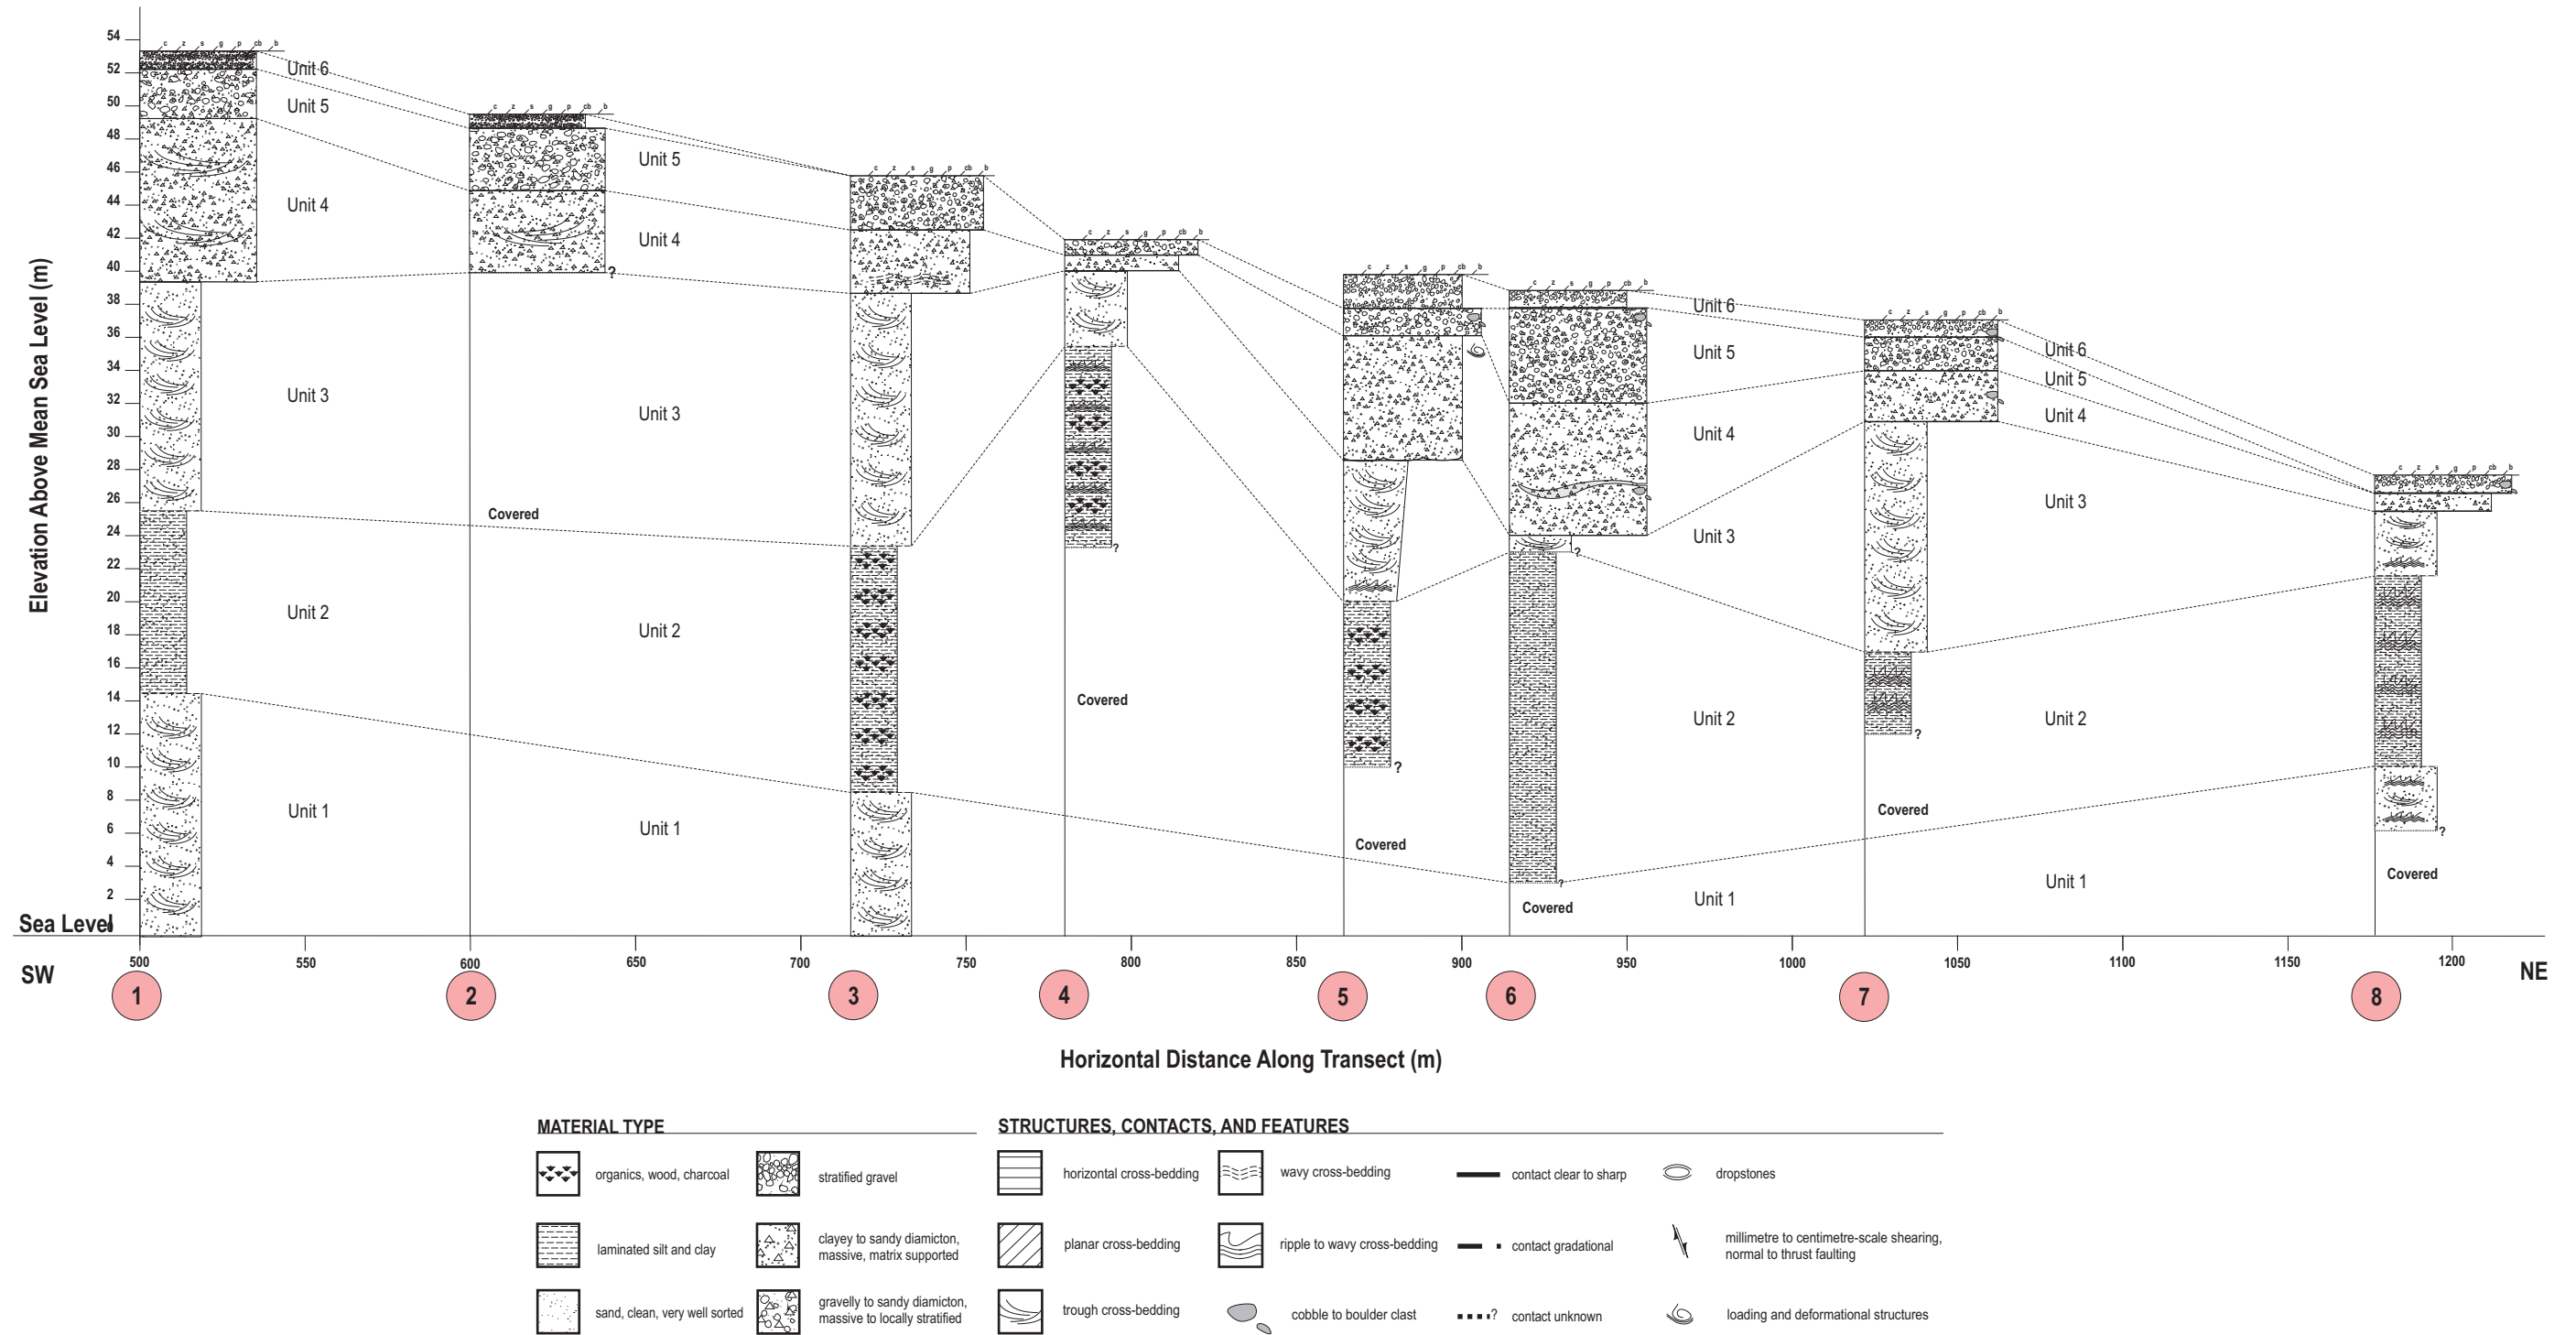 54
52
50
48
46
44
42
40
38
36
34
32
30
28
26
24
22
20
18
16
14
12
10
8
6
4
2
0
Elevation Above Mean Sea Level (m)
Sea Level
SW
NE
c z s g p cb b
c z s g p cb b
c z s g p cb b
c z s g p cb b
c z s g p cb b
c z s g p cb b
c z s g p cb b
c z s g p cb b
Unit 6
Unit 5
Unit 4
Unit 3
Unit 2
Unit 1
Covered
?
Unit 5
Unit 4
Unit 3
Unit 2
Unit 1
?
Covered
?
Covered
?
?
Covered
Unit 6
Unit 5
Unit 4
Unit 3
Unit 2
Unit 1
?
Covered
Unit 6
Unit 5
Unit 4
Unit 3
Unit 2
Unit 1
?
Covered
500 550 600 650 700 750 800 850 900 950 1000 1050 1100 1150 1200
1 2 3 4 5 6 7 8
Horizontal Distance Along Transect (m)
MATERIAL TYPE
organics, wood, charcoal
laminated silt and clay
sand, clean, very well sorted
stratified gravel
clayey to sandy diamicton,
massive, matrix supported
gravelly to sandy diamicton,
massive to locally stratified
STRUCTURES, CONTACTS, AND FEATURES
horizontal cross-bedding
planar cross-bedding
trough cross-bedding
wavy cross-bedding
ripple to wavy cross-bedding
cobble to boulder clast
contact clear to sharp
contact gradational
? contact unknown
dropstones
millimetre to centimetre-scale shearing,
normal to thrust faulting
loading and deformational structures